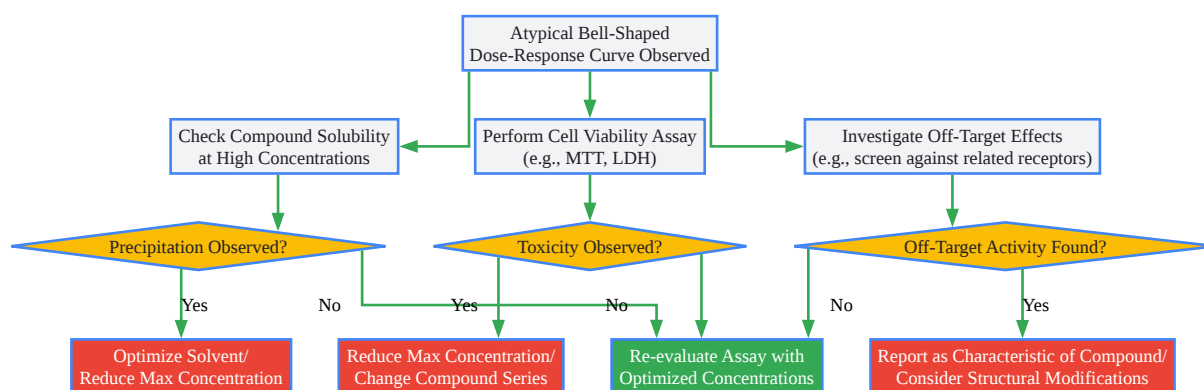 Atypical Bell-Shaped
Dose-Response Curve Observed
Check Compound Solubility
at High Concentrations
Perform Cell Viability Assay
(e.g., MTT, LDH)
Investigate Off-Target Effects
(e.g., screen against related receptors)
Precipitation Observed?
Toxicity Observed?
Off-Target Activity Found?
Yes
No
Yes
No
No
Yes
Optimize Solvent/
Reduce Max Concentration
Reduce Max Concentration/
Change Compound Series
Re-evaluate Assay with
Optimized Concentrations
Report as Characteristic of Compound/
Consider Structural Modifications